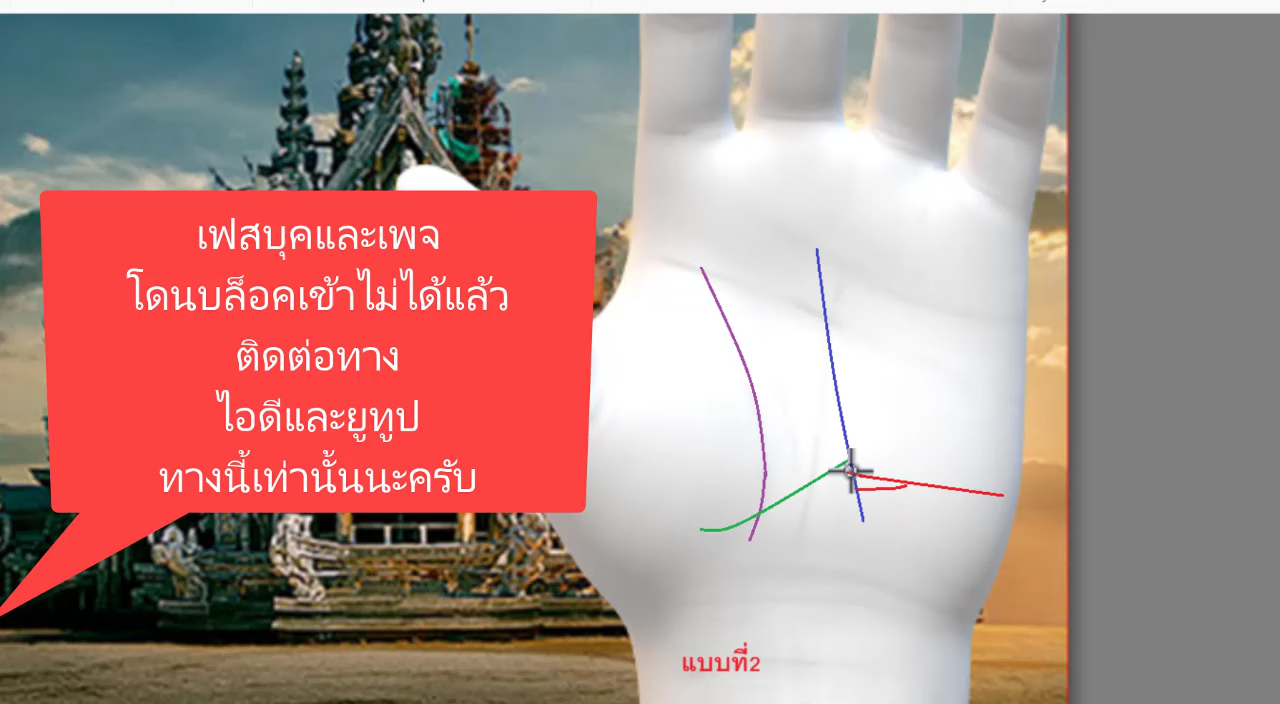 เฟสบุคและเพจ
โดนบล็อคเข้าไม่ได้แล้ว
ติดต่อทาง
ไอดีและยูทูป
ทางนี้เท่านั้นนะครับ
แบบที่2